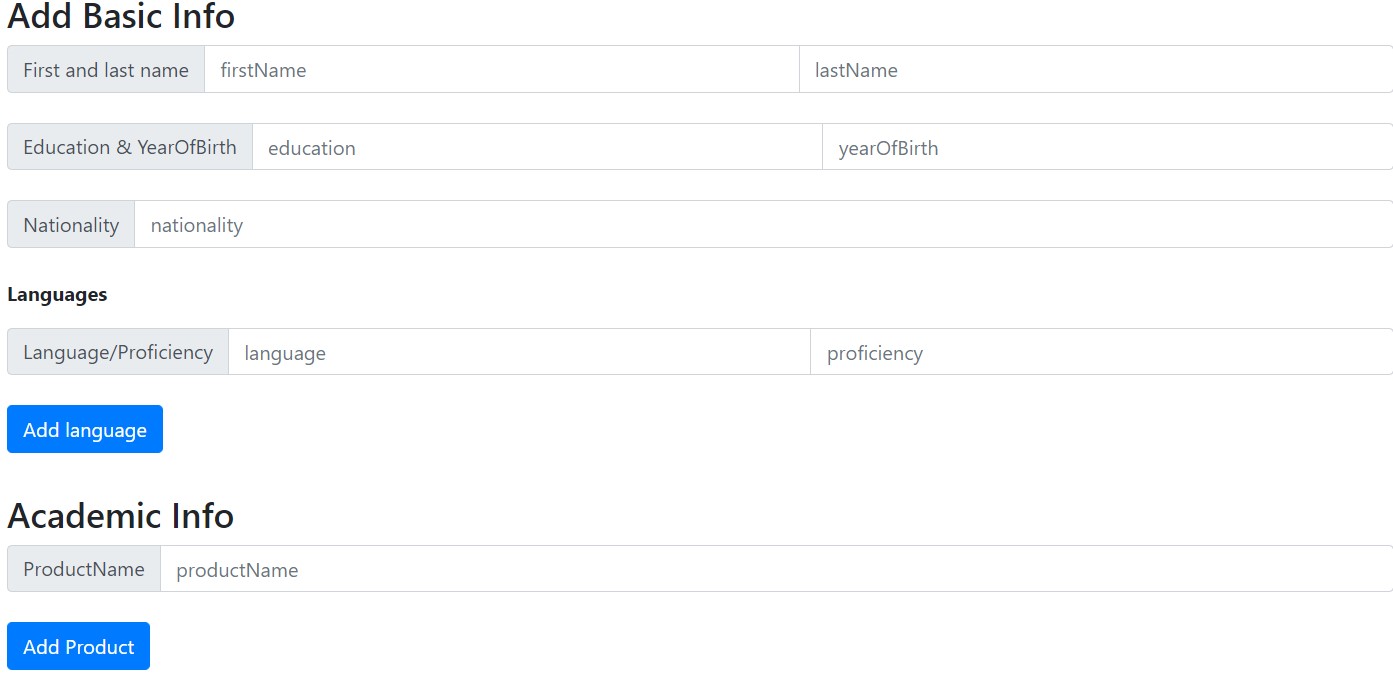 Add Basic Info
First and last name firstName lastName
Education & YearOfBirth education yearOfBirth
Nationality nationality
Languages
Language/Proficiency language proficiency
Add language
Academic Info
ProductName productName
Add Product